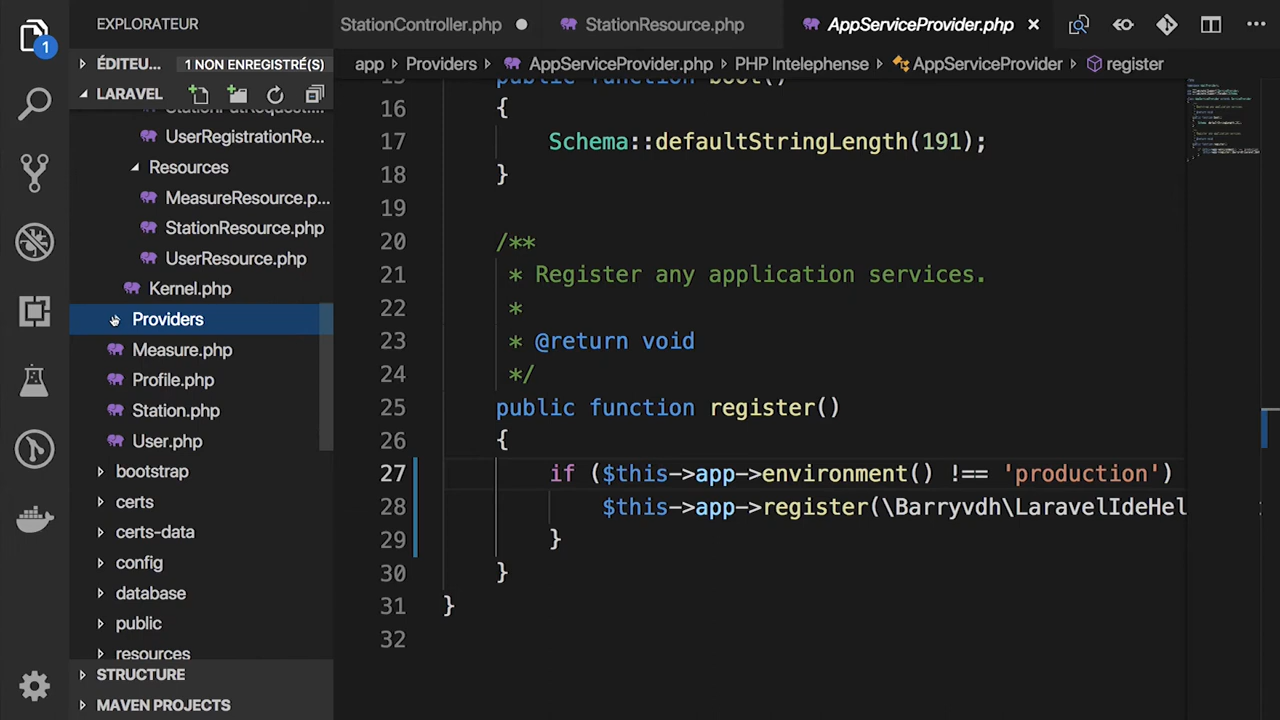 EXPLORATEUR
StationController.php
StationResource.php
AppServiceProvider.php
1
ÉDITEU...
1 NON ENREGISTRÉ(S)
app
Providers
AppServiceProvider.php
PHP Intelephense
AppServiceProvider
register
LARAVEL
UserRegistrationRe...
Resources
MeasureResource.p...
StationResource.php
UserResource.php
Kernel.php
Providers
Measure.php
Profile.php
Station.php
User.php
bootstrap
certs
certs-data
config
database
public
resources
STRUCTURE
MAVEN PROJECTS
public function boot()
16 {
17 Schema::defaultStringLength(191);
18 }
19
20 /**
21 * Register any application services.
22 *
23 * @return void
24 */
25 public function register()
26 {
27 if ($this->app->environment() !== 'production')
28 $this->app->register(\Barryvdh\LaravelIdeHel
29 }
30 }
31 }
32